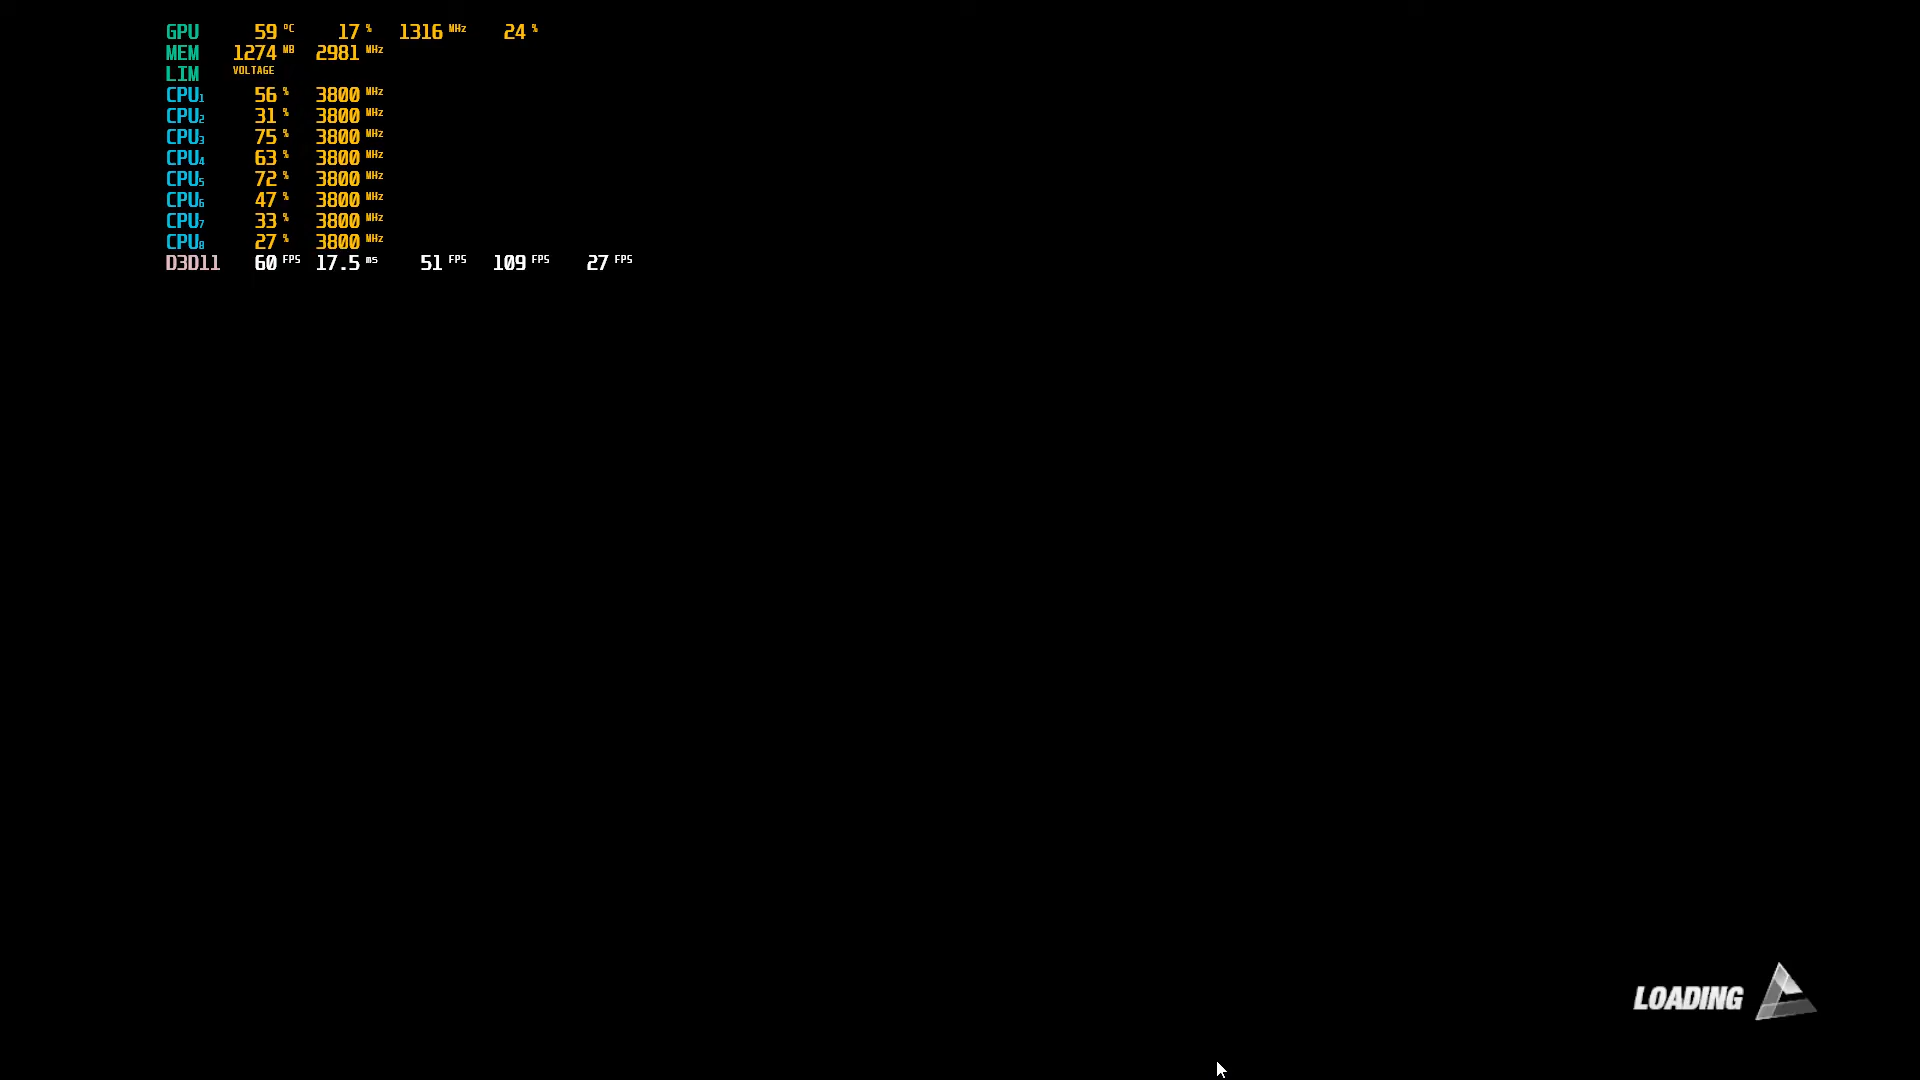 GPU 59 °C 17 % 1316 MHz 24 %
MEM 1274 MB 2981 MHz
LIM VOLTAGE
CPU1 56 % 3800 MHz
CPU2 31 % 3800 MHz
CPU3 75 % 3800 MHz
CPU4 63 % 3800 MHz
CPU5 72 % 3800 MHz
CPU6 47 % 3800 MHz
CPU7 33 % 3800 MHz
CPU8 27 % 3800 MHz
D3D11 60 FPS 17.5 ms 51 FPS 109 FPS 27 FPS
LOADING